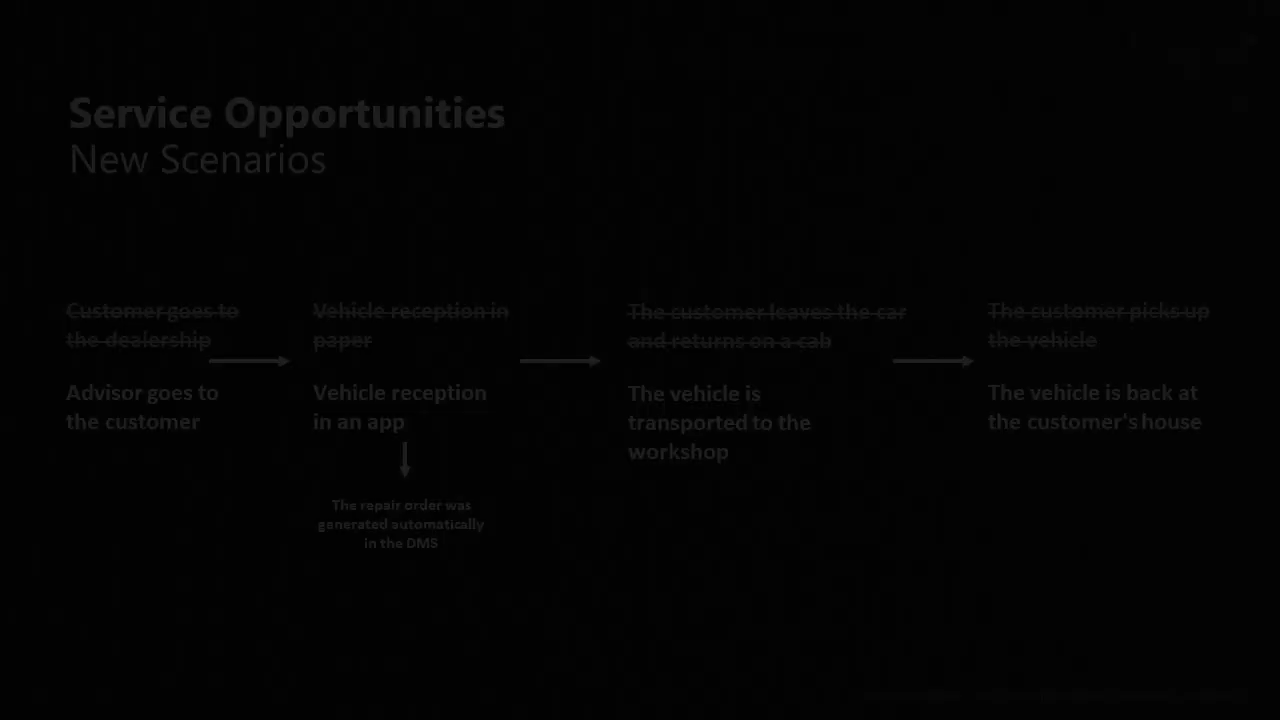 Service Opportunities
New Scenarios
Customer goes to
the dealership
Advisor goes to
the customer
Vehicle reception in
paper
Vehicle reception
in an app
The repair order was
generated automatically
in the DMS
The customer leaves the car
and returns on a cab
The vehicle is
transported to the
workshop
The customer picks up
the vehicle
The vehicle is back at
the customer's house